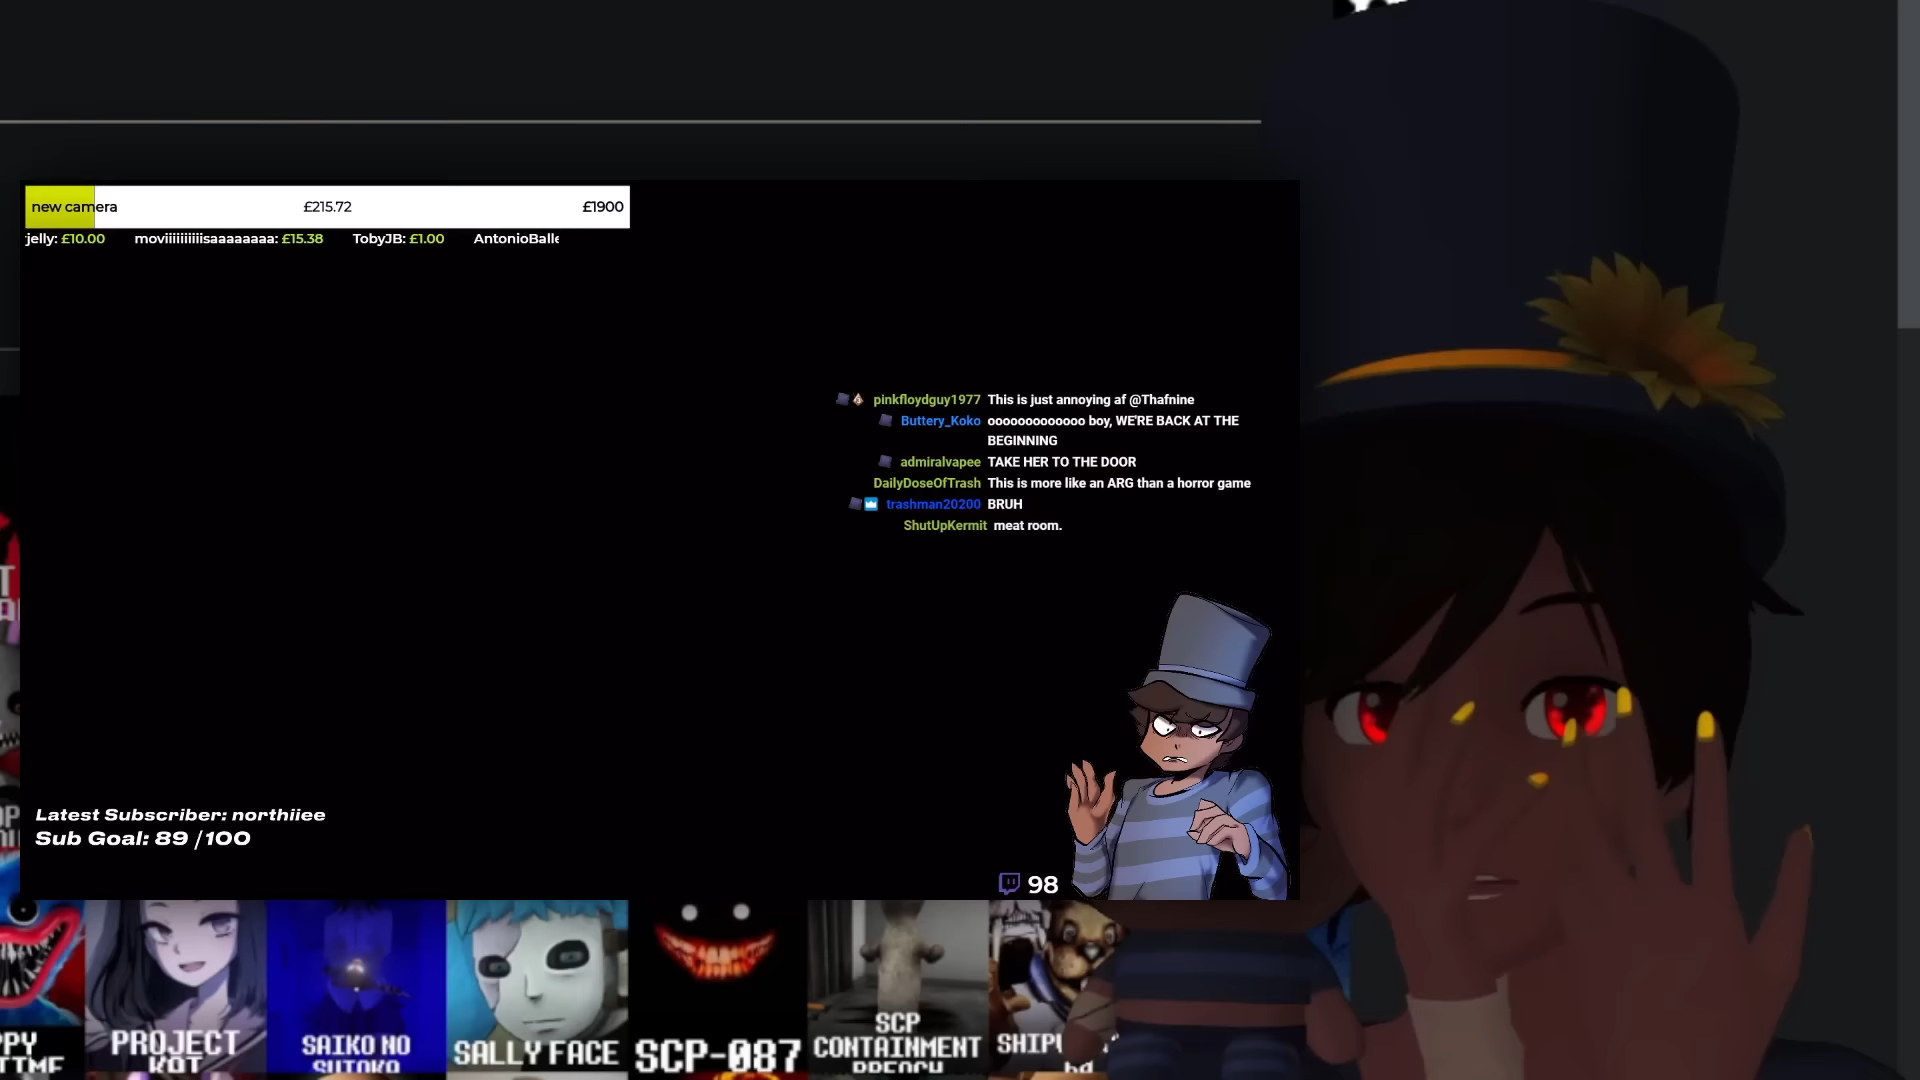 new camera £215.72 £1900
jelly: £10.00 moviiiiiiiiiisaaaaaaaa: £15.38 TobyJB: £1.00 AntonioBalle
pinkfloydguy1977 This is just annoying af @Thafnine
Buttery_Koko ooooooooooooo boy, WE'RE BACK AT THE
BEGINNING
admiralvapee TAKE HER TO THE DOOR
DailyDoseOfTrash This is more like an ARG than a horror game
trashman20200 BRUH
ShutUpKermit meat room.
Latest Subscriber: northiiee
Sub Goal: 89 /100
98
PROJECT
KAT
SAIKO NO
SUTOKA
SALLY FACE
SCP-087
SCP
CONTAINMENT
BREACH